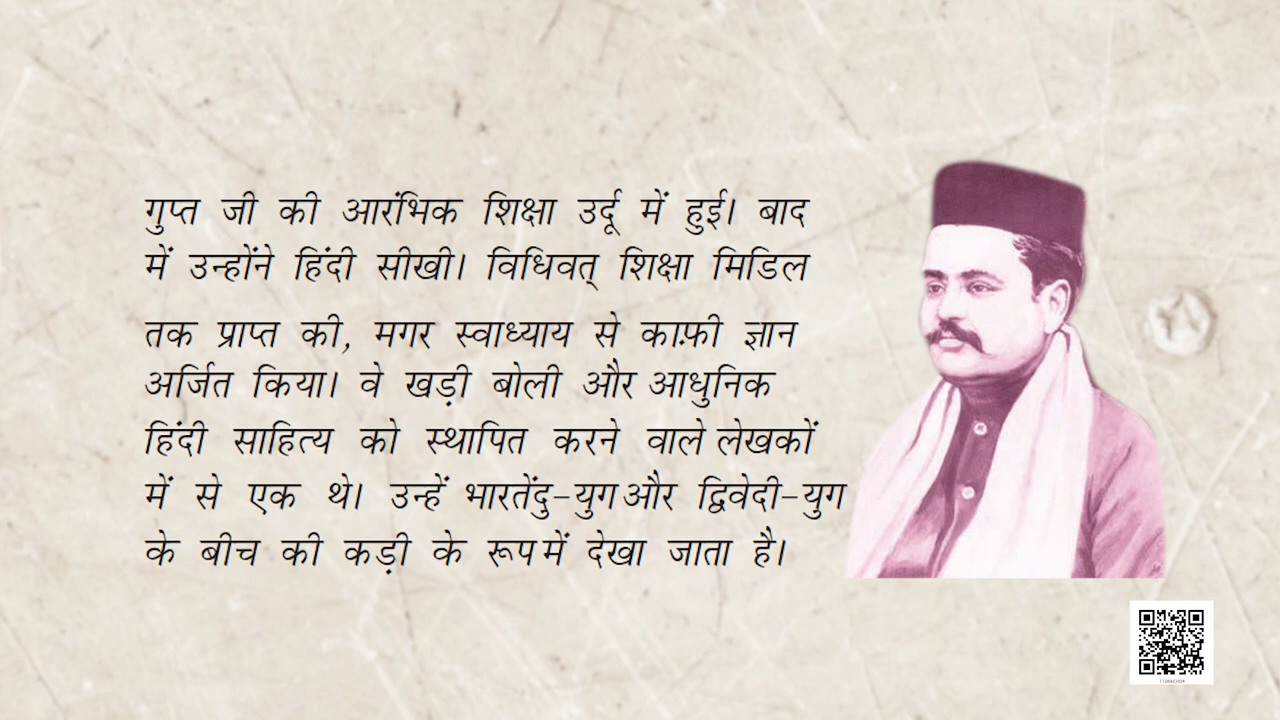 गुप्त जी की आरंभिक शिक्षा उर्दू में हुई। बाद
में उन्होंने हिंदी सीखी। विधिवत् शिक्षा मिडिल
तक प्राप्त की, मगर स्वाध्याय से काफ़ी ज्ञान
अर्जित किया। वे खड़ी बोली और आधुनिक
हिंदी साहित्य को स्थापित करने वाले लेखकों
में से एक थे। उन्हें भारतेंदु-युग और द्विवेदी-युग
के बीच की कड़ी के रूप में देखा जाता है।